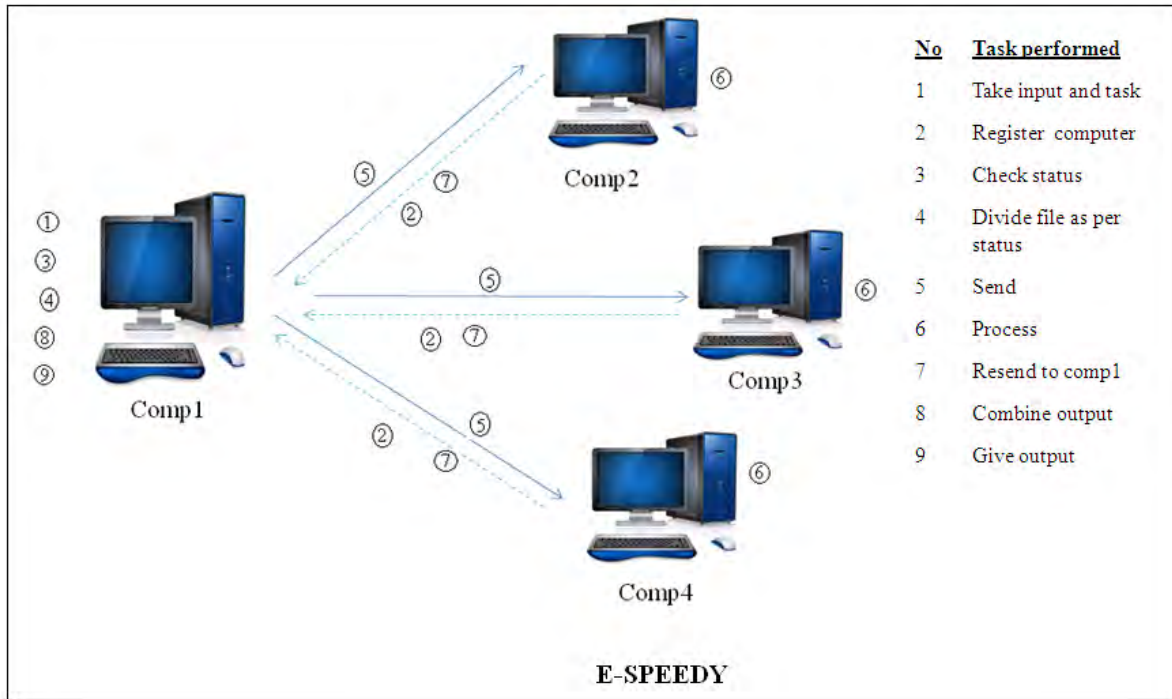 ⑥
⑤
⑦
Comp2
②
①
③
⑤
⑥
④
②
⑦
⑧
⑨
Comp3
Comp1
②
⑤
⑦
⑥
Comp4
No Task performed
1 Take input and task
2 Register computer
3 Check status
4 Divide file as per
status
5 Send
6 Process
7 Resend to comp1
8 Combine output
9 Give output
E-SPEEDY